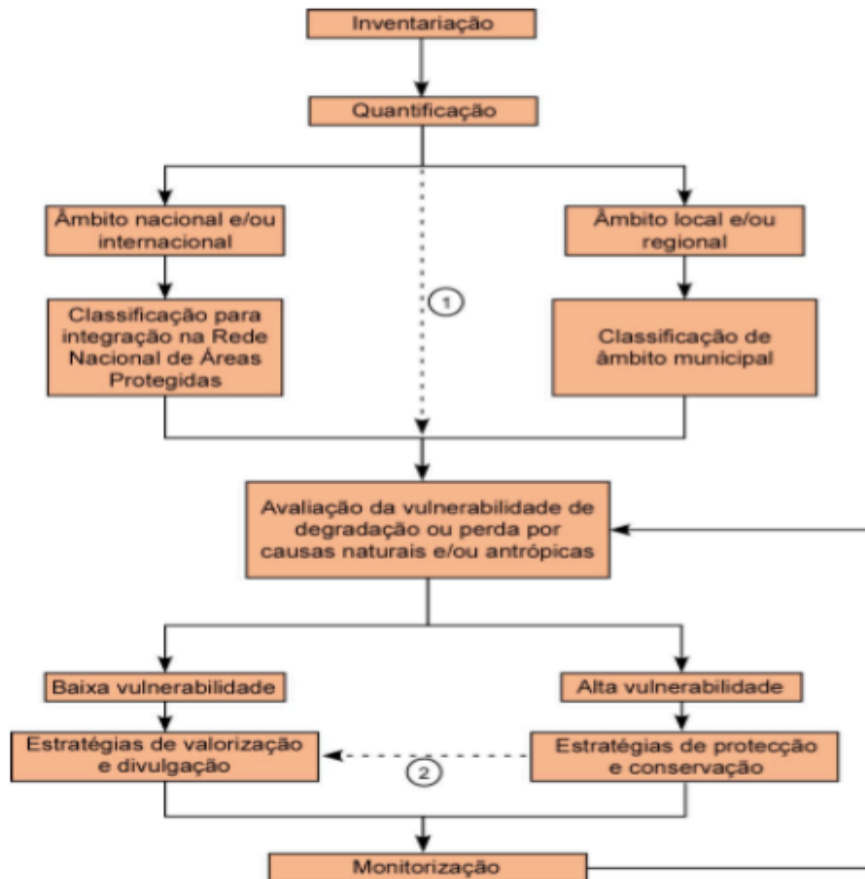 Inventariação
Quantificação
Âmbito nacional e/ou
internacional
Âmbito local e/ou
regional
1
Classificação para
integração na Rede
Nacional de Áreas
Protegidas
Classificação de
âmbito municipal
Avaliação da vulnerabilidade de
degradação ou perda por
causas naturais e/ou antrópicas
Baixa vulnerabilidade
Alta vulnerabilidade
Estratégias de valorização
e divulgação
2
Estratégias de protecção
e conservação
Monitorização